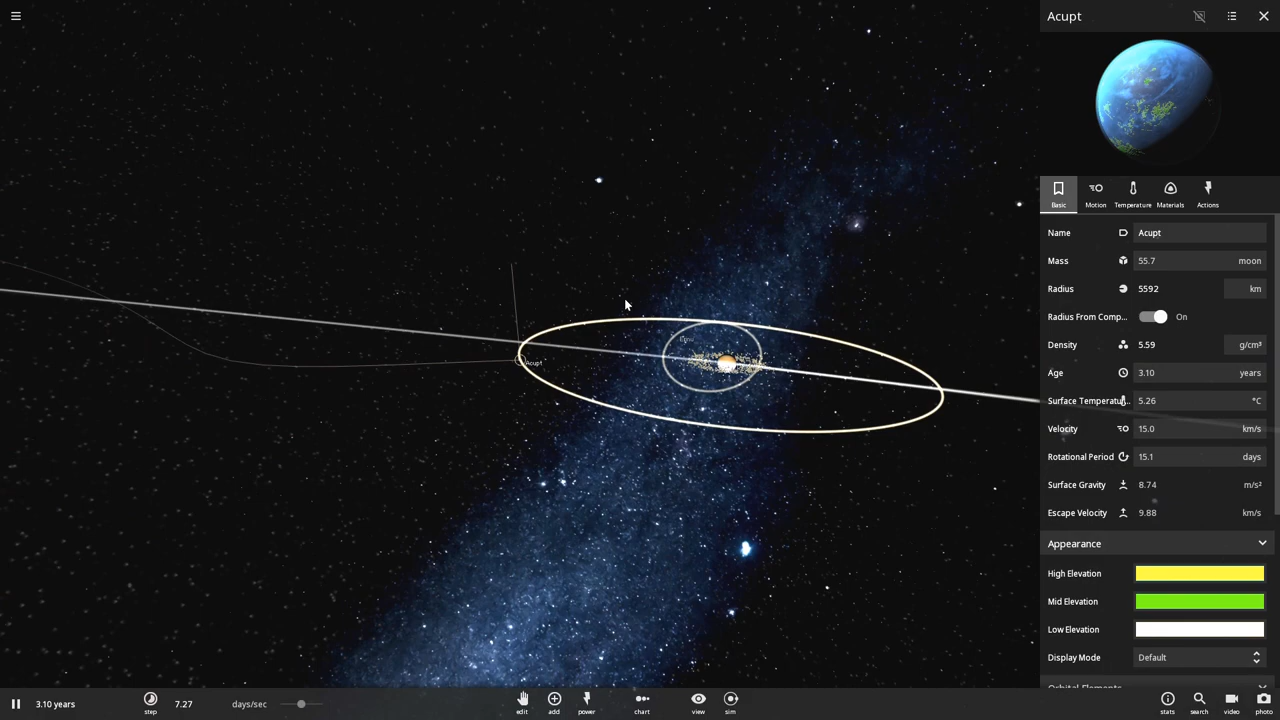 Acupt
Basic Motion Temperature Materials Actions
Name Acupt
Mass 55.7 moon
Radius 5592 km
Radius From Comp... On
Density 5.59 g/cm³
Age 3.10 years
Surface Temperatu... 5.26 °C
Velocity 15.0 km/s
Rotational Period 15.1 days
Surface Gravity 8.74 m/s²
Escape Velocity 9.88 km/s
Appearance
High Elevation
Mid Elevation
Low Elevation
Display Mode Default
Orbital Elements
Acupt
3.10 years step 7.27 days/sec edit add power chart view sim stats search video photo